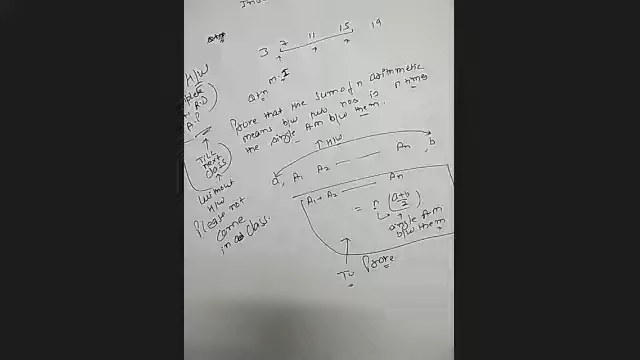 3 7 11 15 19
a+n
Prove that the sum of n arithmetic
means b/w two nos is n times
the single Am b/w them.
↑ H/W
a, A1 A2 — — An, b
A1 + A2 —— An
= n (a+b/2)
single Am
b/w them
To Prove
H/W
R.D
A.P
TILL
next
class
without
H/W
Please not
come
in class.